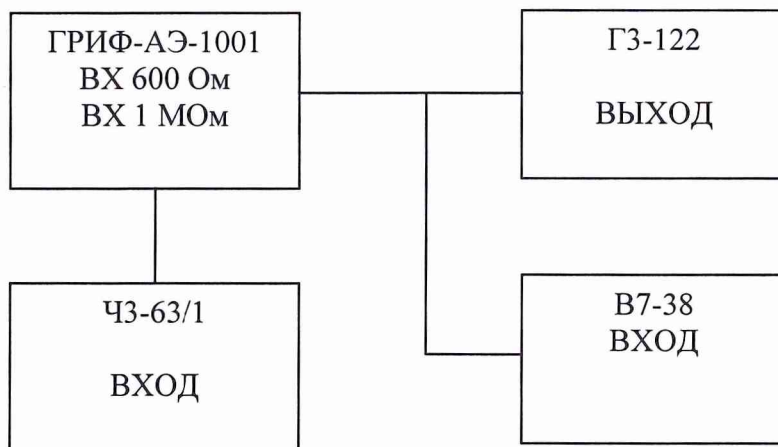 ГРИФ-АЭ-1001
ВХ 600 Ом
ВХ 1 МОм
Г3-122
ВЫХОД
Ч3-63/1
ВХОД
В7-38
ВХОД